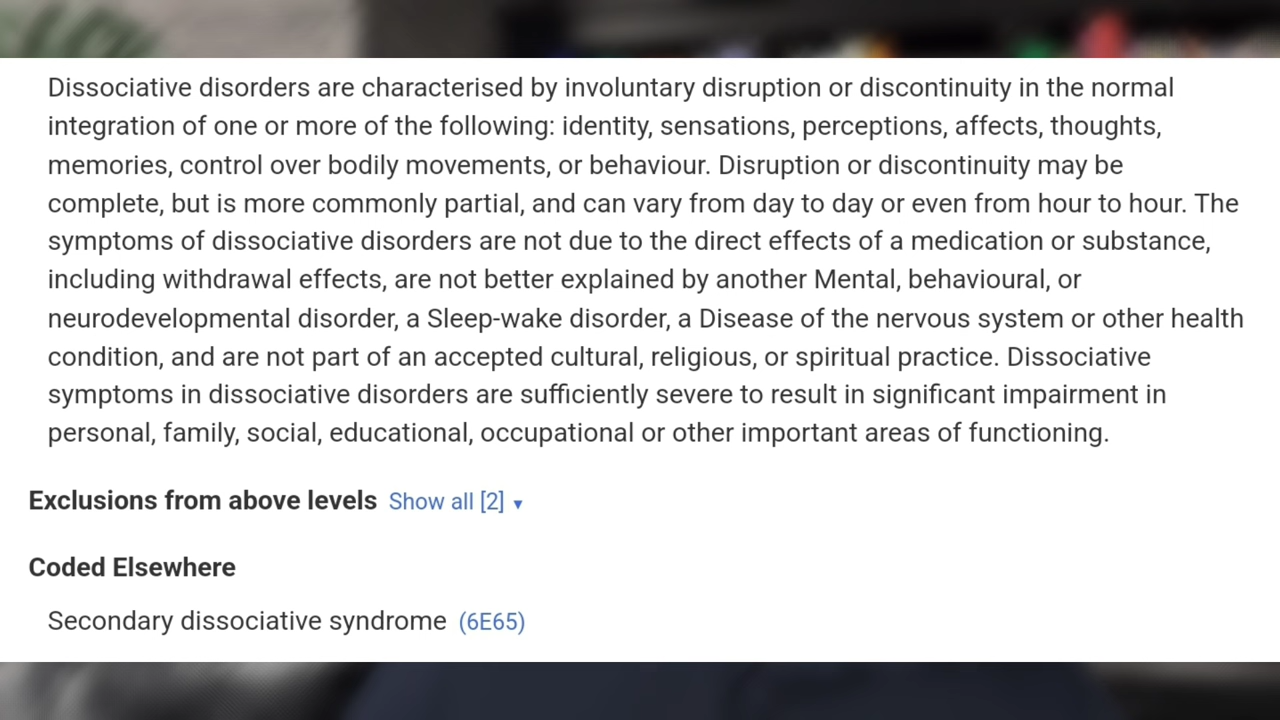 Dissociative disorders are characterised by involuntary disruption or discontinuity in the normal
integration of one or more of the following: identity, sensations, perceptions, affects, thoughts,
memories, control over bodily movements, or behaviour. Disruption or discontinuity may be
complete, but is more commonly partial, and can vary from day to day or even from hour to hour. The
symptoms of dissociative disorders are not due to the direct effects of a medication or substance,
including withdrawal effects, are not better explained by another Mental, behavioural, or
neurodevelopmental disorder, a Sleep-wake disorder, a Disease of the nervous system or other health
condition, and are not part of an accepted cultural, religious, or spiritual practice. Dissociative
symptoms in dissociative disorders are sufficiently severe to result in significant impairment in
personal, family, social, educational, occupational or other important areas of functioning.
Exclusions from above levels Show all [2] ▼
Coded Elsewhere
Secondary dissociative syndrome (6E65)